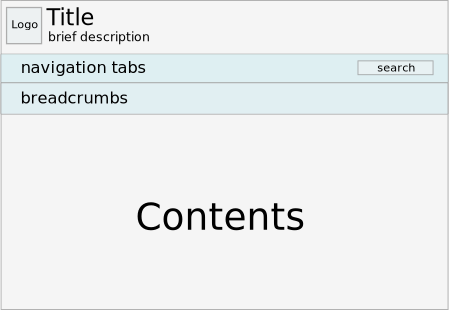 Logo
Title
brief description
navigation tabs
search
breadcrumbs
Contents